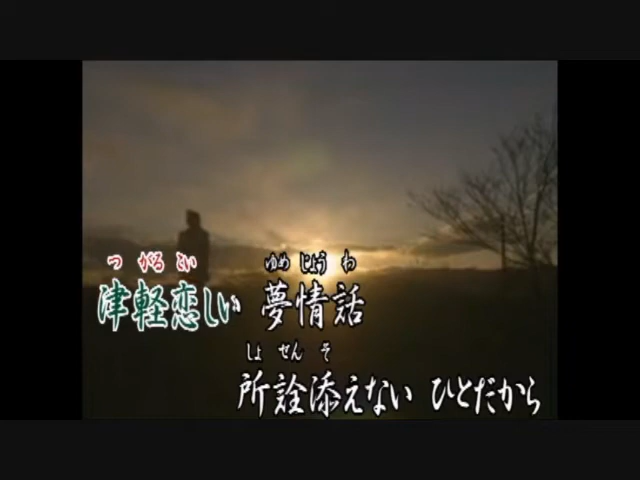 つ がる こい ゆめ じょう わ
津軽恋しい 夢情話
しょ せん そ
所詮添えない ひとだから